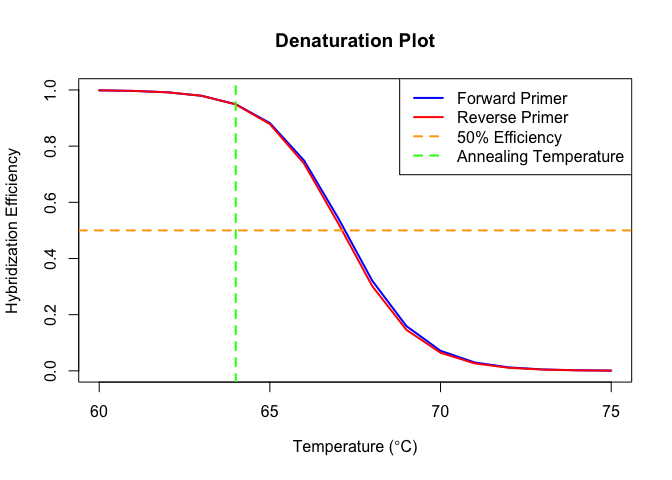 Denaturation Plot
Hybridization Efficiency
1.0
0.8
0.6
0.4
0.2
0.0
Forward Primer
Reverse Primer
50% Efficiency
Annealing Temperature
60
65
70
75
Temperature (°C)